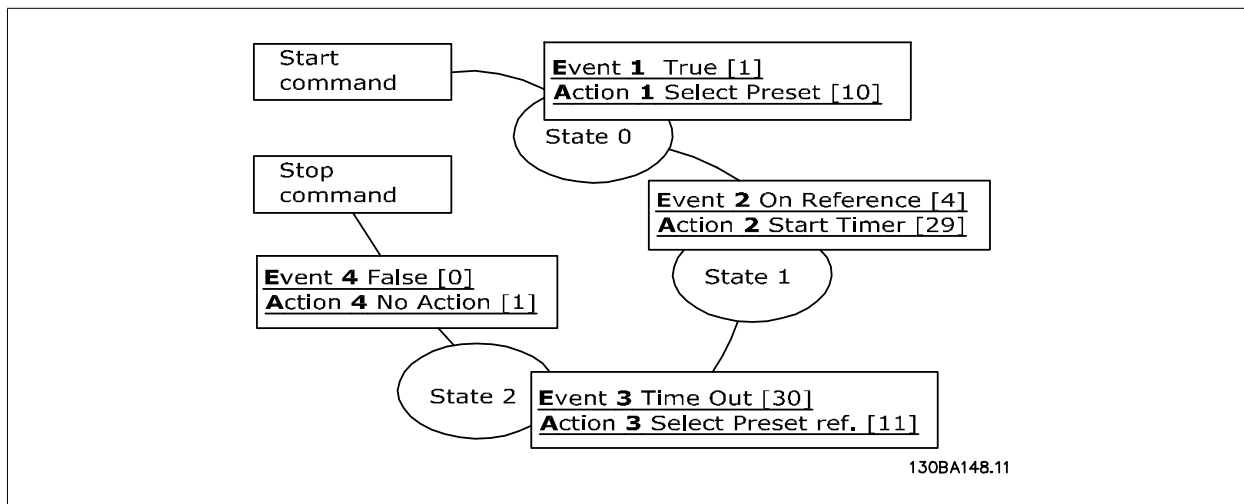 Start
command
Event 1 True [1]
Action 1 Select Preset [10]
State 0
Stop
command
Event 2 On Reference [4]
Action 2 Start Timer [29]
State 1
Event 4 False [0]
Action 4 No Action [1]
State 2
Event 3 Time Out [30]
Action 3 Select Preset ref. [11]
130BA148.11